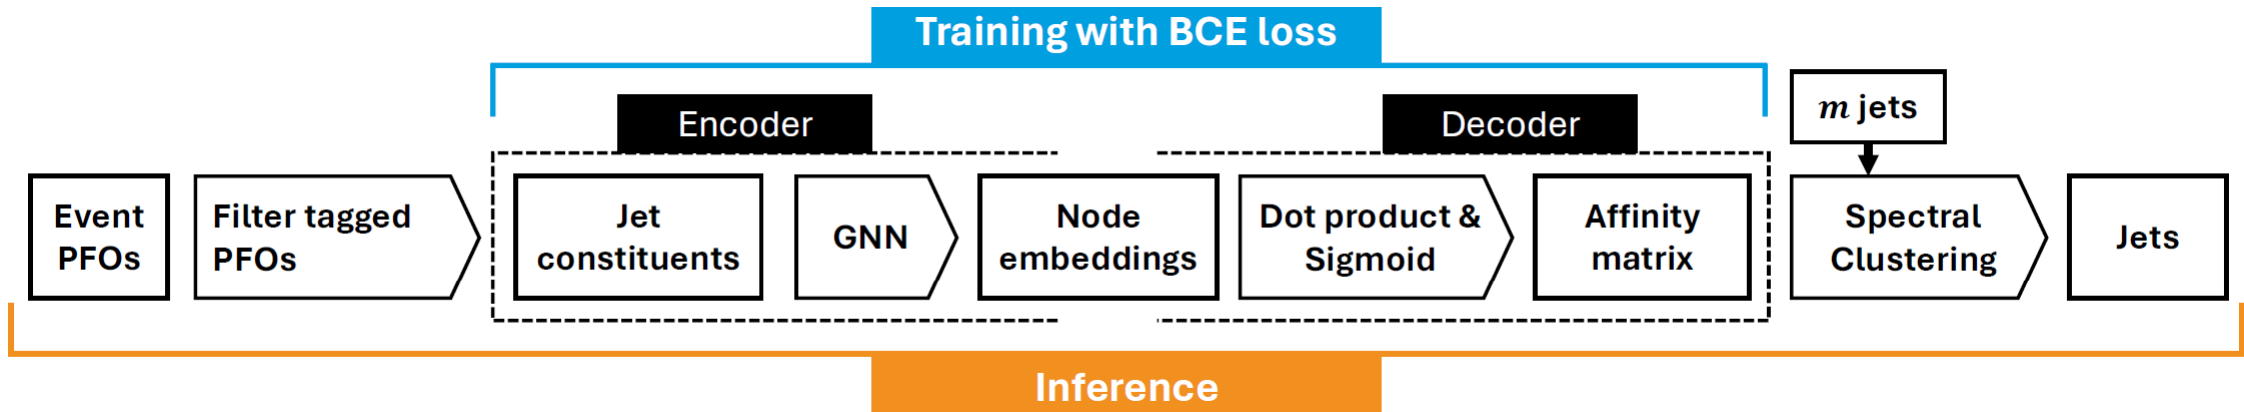 Training with BCE loss
Encoder
Decoder
m jets
Event
PFOs
Filter tagged
PFOs
Jet
constituents
GNN
Node
embeddings
Dot product &
Sigmoid
Affinity
matrix
Spectral
Clustering
Jets
Inference